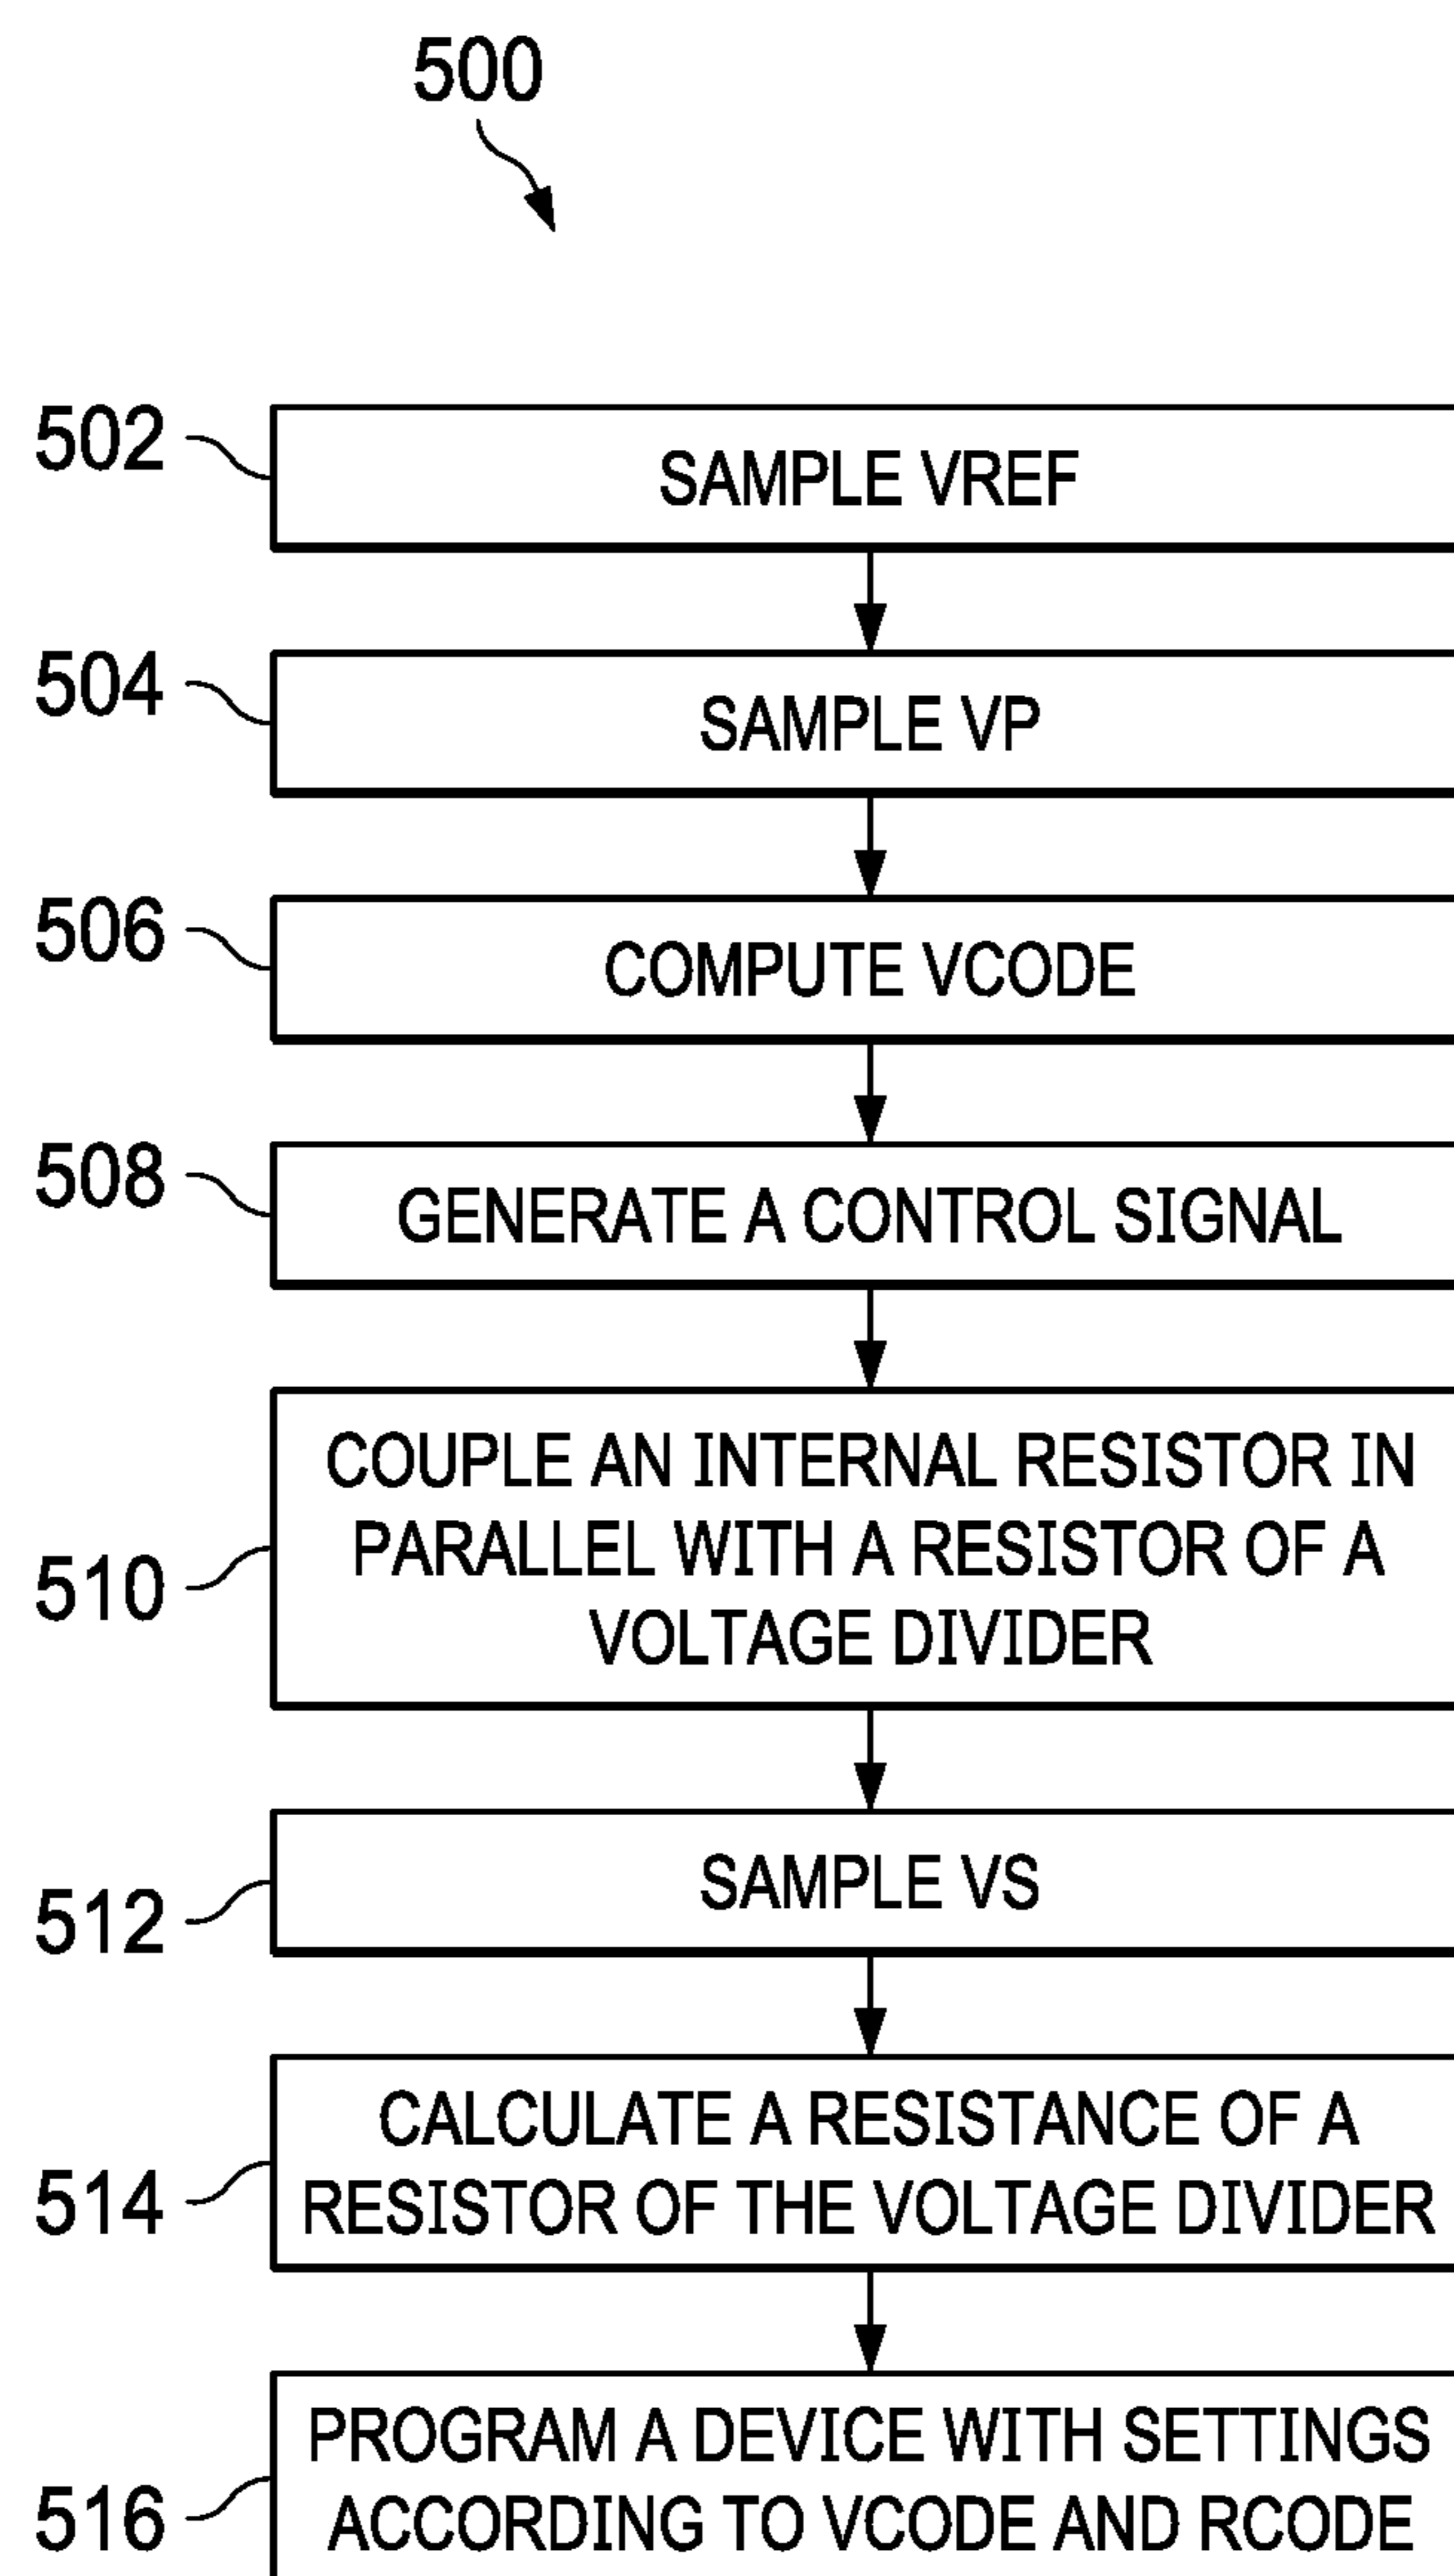 500
502
SAMPLE VREF
504
SAMPLE VP
506
COMPUTE VCODE
508
GENERATE A CONTROL SIGNAL
510
COUPLE AN INTERNAL RESISTOR IN
PARALLEL WITH A RESISTOR OF A
VOLTAGE DIVIDER
512
SAMPLE VS
514
CALCULATE A RESISTANCE OF A
RESISTOR OF THE VOLTAGE DIVIDER
516
PROGRAM A DEVICE WITH SETTINGS
ACCORDING TO VCODE AND RCODE